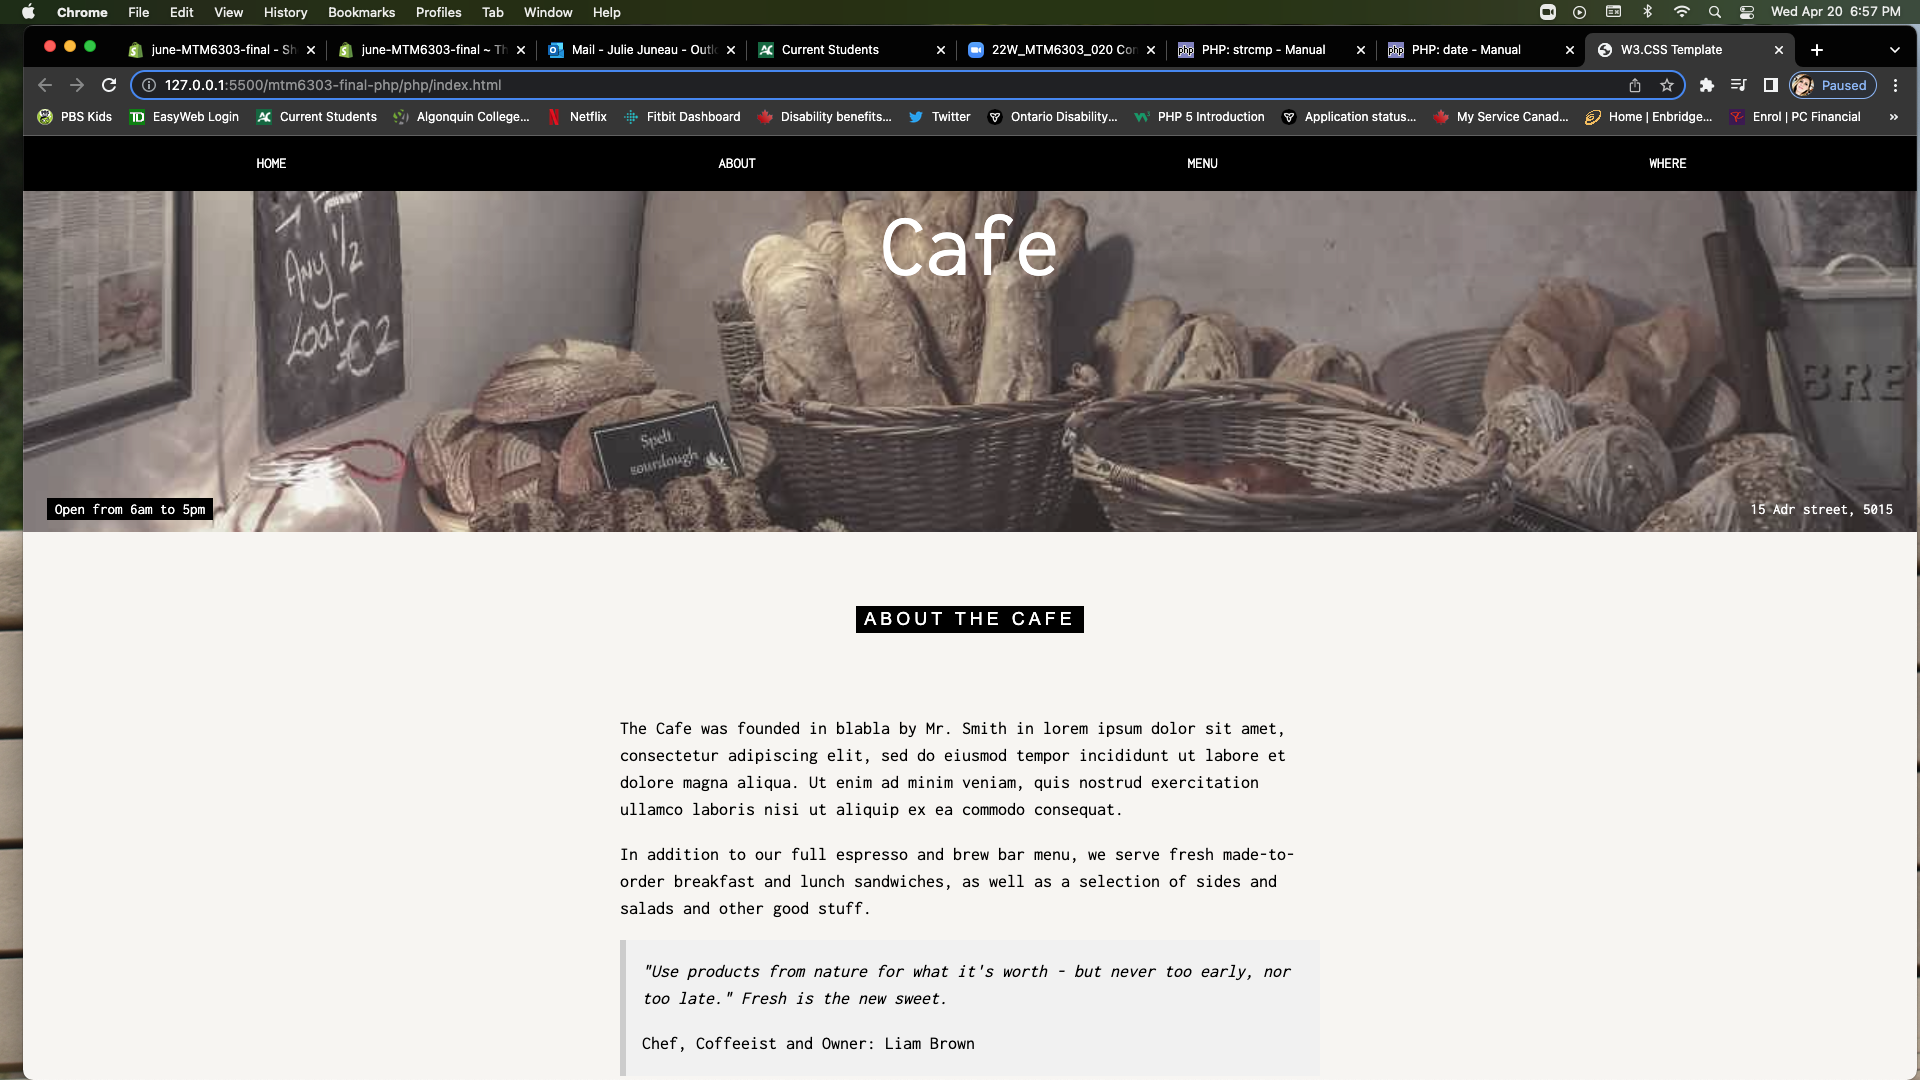 Chrome File Edit View History Bookmarks Profiles Tab Window Help Wed Apr 20 6:57 PM
june-MTM6303-final - Sh june-MTM6303-final ~ Th Mail - Julie Juneau - Outl Current Students 22W_MTM6303_020 Con PHP: strcmp - Manual PHP: date - Manual W3.CSS Template
127.0.0.1:5500/mtm6303-final-php/php/index.html Paused
PBS Kids EasyWeb Login Current Students Algonquin College... Netflix Fitbit Dashboard Disability benefits... Twitter Ontario Disability... PHP 5 Introduction Application status... My Service Canad... Home | Enbridge... Enrol | PC Financial »
HOME ABOUT MENU WHERE
Cafe
Any 1/2
Loaf
€2
BRE
Spelt
sourdough
Open from 6am to 5pm
15 Adr street, 5015
ABOUT THE CAFE
The Cafe was founded in blabla by Mr. Smith in lorem ipsum dolor sit amet,
consectetur adipiscing elit, sed do eiusmod tempor incididunt ut labore et
dolore magna aliqua. Ut enim ad minim veniam, quis nostrud exercitation
ullamco laboris nisi ut aliquip ex ea commodo consequat.
In addition to our full espresso and brew bar menu, we serve fresh made-to-
order breakfast and lunch sandwiches, as well as a selection of sides and
salads and other good stuff.
"Use products from nature for what it's worth - but never too early, nor
too late." Fresh is the new sweet.
Chef, Coffeeist and Owner: Liam Brown